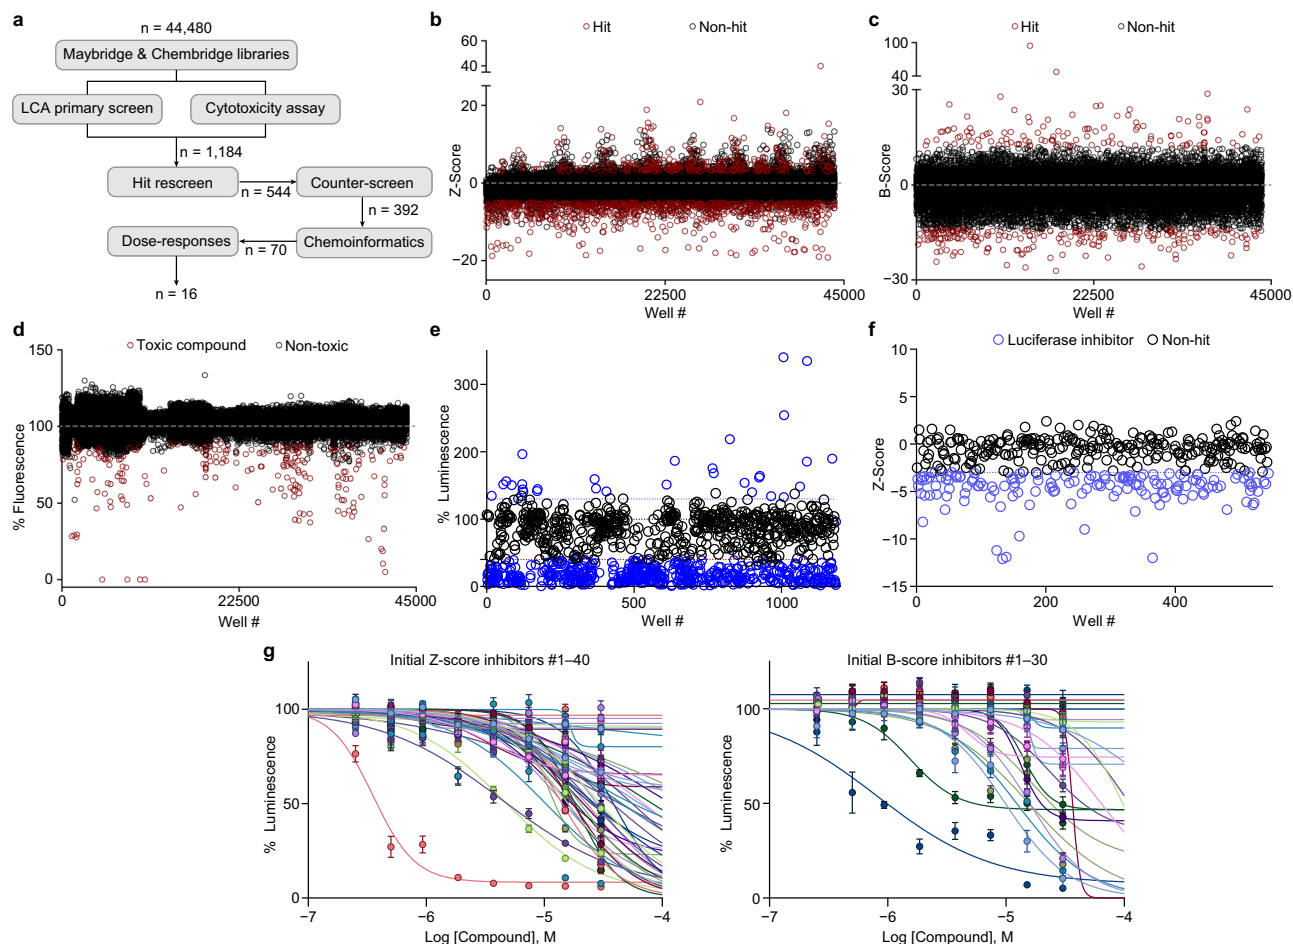 a
n = 44,480
Maybridge & Chembridge libraries
LCA primary screen
Cytotoxicity assay
n = 1,184
Hit rescreen
n = 544
Counter-screen
n = 392
Dose-responses
n = 70
Chemoinformatics
n = 16
b
Hit
Non-hit
60
40
20
0
−20
Z-Score
0
22500
45000
Well #
c
Hit
Non-hit
100
40
30
0
−30
B-Score
0
22500
45000
Well #
d
Toxic compound
Non-toxic
150
100
50
0
% Fluorescence
0
22500
45000
Well #
e
300
200
100
0
% Luminescence
0
500
1000
Well #
f
Luciferase inhibitor
Non-hit
10
5
0
−5
−10
−15
Z-Score
0
200
400
Well #
g
Initial Z-score inhibitors #1–40
100
50
0
% Luminescence
−7
−6
−5
−4
Log [Compound], M
Initial B-score inhibitors #1–30
100
50
0
% Luminescence
−7
−6
−5
−4
Log [Compound], M